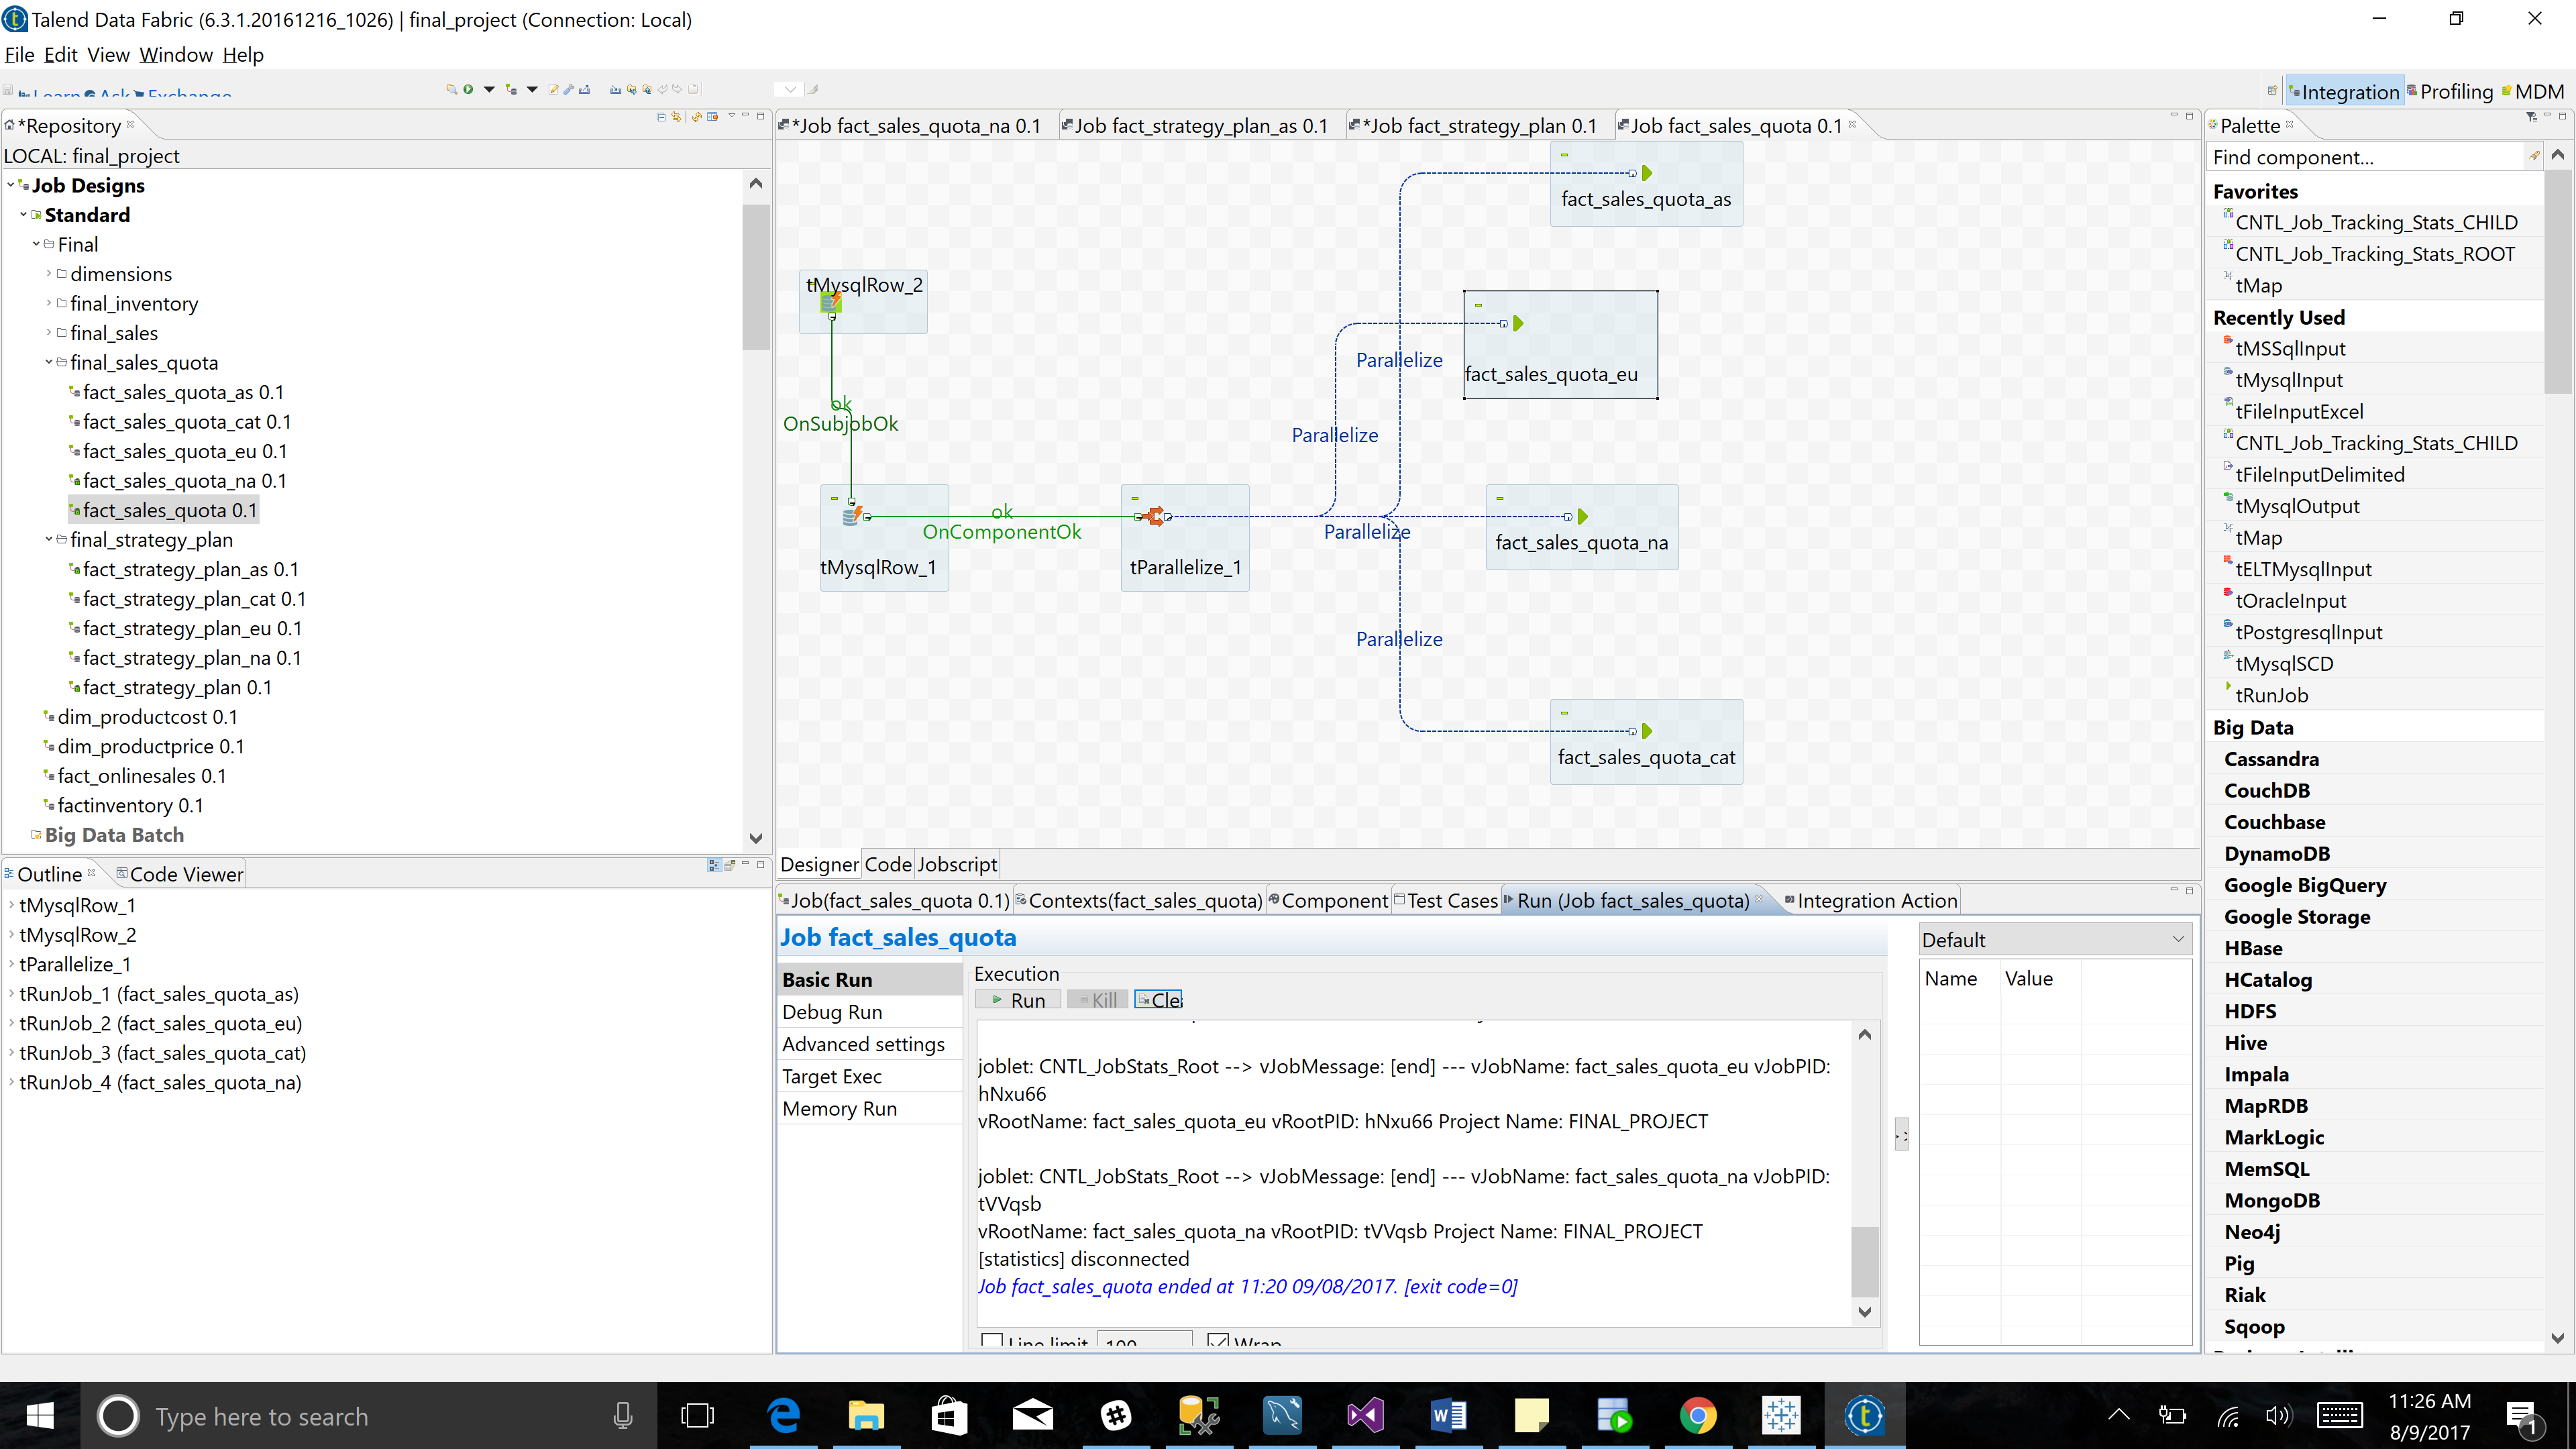 Talend Data Fabric (6.3.1.20161216_1026) | final_project (Connection: Local)
File Edit View Window Help
Learn Ask Exchange
Integration Profiling MDM
*Repository
LOCAL: final_project
Job Designs
Standard
Final
dimensions
final_inventory
final_sales
final_sales_quota
fact_sales_quota_as 0.1
fact_sales_quota_cat 0.1
fact_sales_quota_eu 0.1
fact_sales_quota_na 0.1
fact_sales_quota 0.1
final_strategy_plan
fact_strategy_plan_as 0.1
fact_strategy_plan_cat 0.1
fact_strategy_plan_eu 0.1
fact_strategy_plan_na 0.1
fact_strategy_plan 0.1
dim_productcost 0.1
dim_productprice 0.1
fact_onlinesales 0.1
factinventory 0.1
Big Data Batch
Outline Code Viewer
tMysqlRow_1
tMysqlRow_2
tParallelize_1
tRunJob_1 (fact_sales_quota_as)
tRunJob_2 (fact_sales_quota_eu)
tRunJob_3 (fact_sales_quota_cat)
tRunJob_4 (fact_sales_quota_na)
*Job fact_sales_quota_na 0.1 Job fact_strategy_plan_as 0.1 *Job fact_strategy_plan 0.1 Job fact_sales_quota 0.1
fact_sales_quota_as
tMysqlRow_2
Parallelize
fact_sales_quota_eu
ok
OnSubjobOk
Parallelize
ok
OnComponentOk
Parallelize
fact_sales_quota_na
tMysqlRow_1
tParallelize_1
Parallelize
fact_sales_quota_cat
Designer Code Jobscript
Job(fact_sales_quota 0.1) Contexts(fact_sales_quota) Component Test Cases Run (Job fact_sales_quota) Integration Action
Job fact_sales_quota
Basic Run
Debug Run
Advanced settings
Target Exec
Memory Run
Execution
Run Kill Cle
joblet: CNTL_JobStats_Root --> vJobMessage: [end] --- vJobName: fact_sales_quota_eu vJobPID:
hNxu66
vRootName: fact_sales_quota_eu vRootPID: hNxu66 Project Name: FINAL_PROJECT
joblet: CNTL_JobStats_Root --> vJobMessage: [end] --- vJobName: fact_sales_quota_na vJobPID:
tVVqsb
vRootName: fact_sales_quota_na vRootPID: tVVqsb Project Name: FINAL_PROJECT
[statistics] disconnected
Job fact_sales_quota ended at 11:20 09/08/2017. [exit code=0]
Line limit 100 Wrap
Default
Name Value
Palette
Find component...
Favorites
CNTL_Job_Tracking_Stats_CHILD
CNTL_Job_Tracking_Stats_ROOT
tMap
Recently Used
tMSSqlInput
tMysqlInput
tFileInputExcel
CNTL_Job_Tracking_Stats_CHILD
tFileInputDelimited
tMysqlOutput
tMap
tELTMysqlInput
tOracleInput
tPostgresqlInput
tMysqlSCD
tRunJob
Big Data
Cassandra
CouchDB
Couchbase
DynamoDB
Google BigQuery
Google Storage
HBase
HCatalog
HDFS
Hive
Impala
MapRDB
MarkLogic
MemSQL
MongoDB
Neo4j
Pig
Riak
Sqoop
Type here to search
11:26 AM
8/9/2017
1